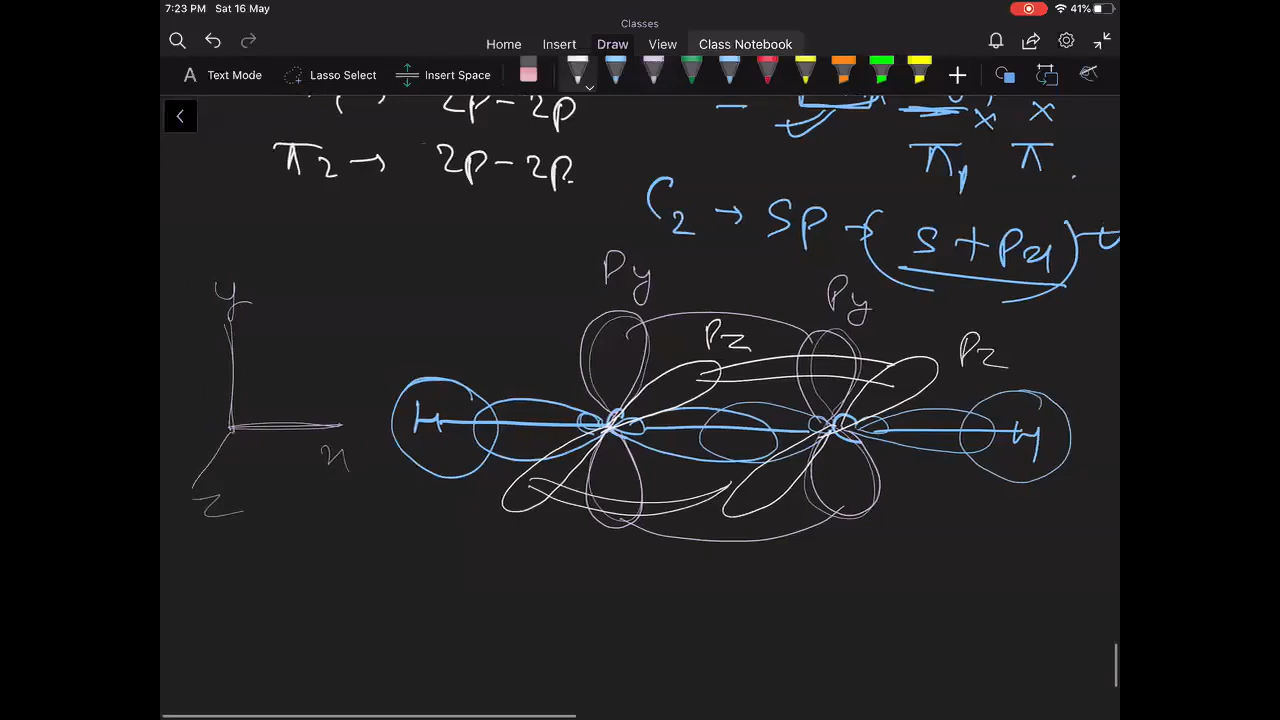 7:23 PM Sat 16 May
41%
Classes
Home Insert Draw View Class Notebook
A Text Mode Lasso Select Insert Space
2p - 2p
x x
π2 → 2p - 2p
π π
C2 → sp - (s + px)
Py Py
y
Pz Pz
H H
x
z